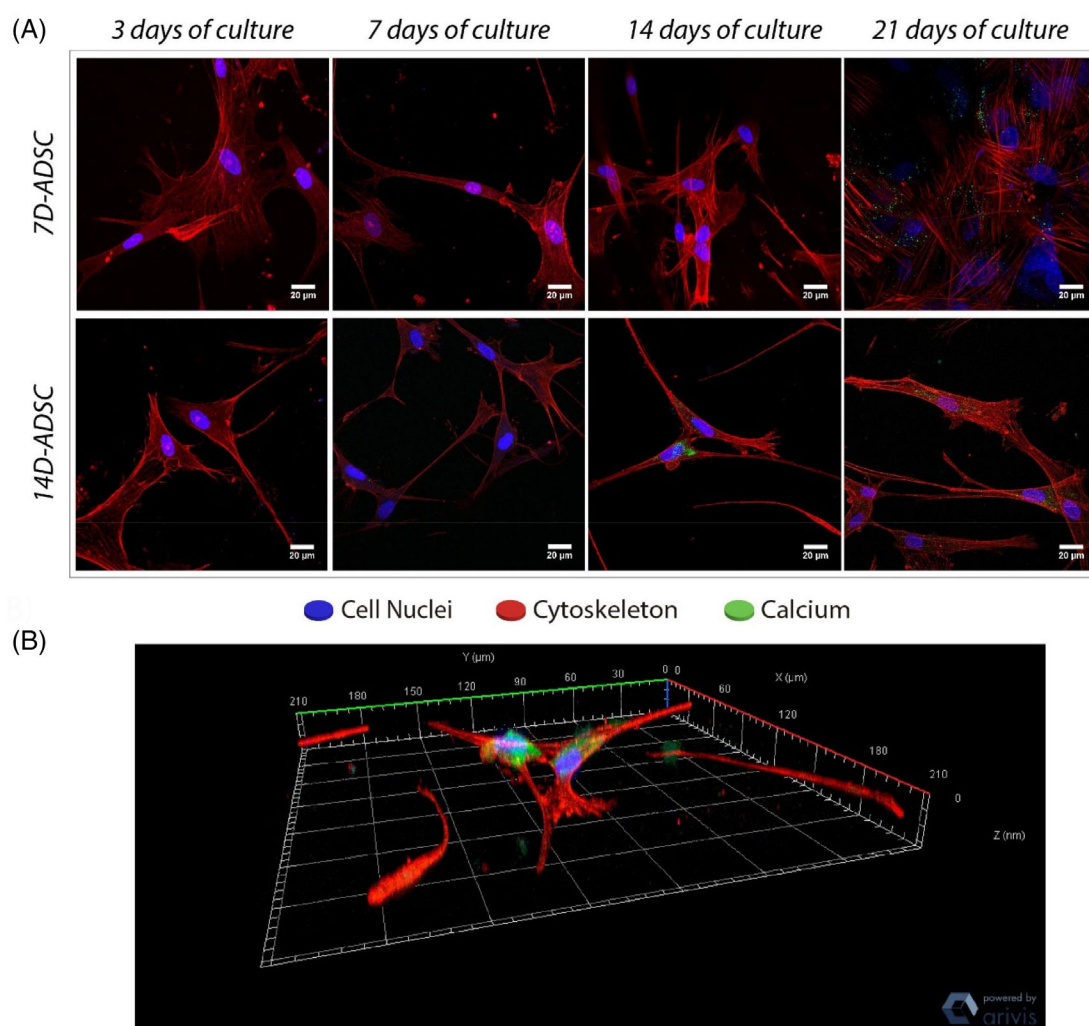 (A)
3 days of culture
7 days of culture
14 days of culture
21 days of culture
7D-ADSC
20 µm
20 µm
20 µm
20 µm
14D-ADSC
20 µm
20 µm
20 µm
20 µm
Cell Nuclei
Cytoskeleton
Calcium
(B)
Y (µm)
210
180
150
120
90
60
30
0
0
X (µm)
60
120
180
210
0
Z (nm)
powered by
arivis